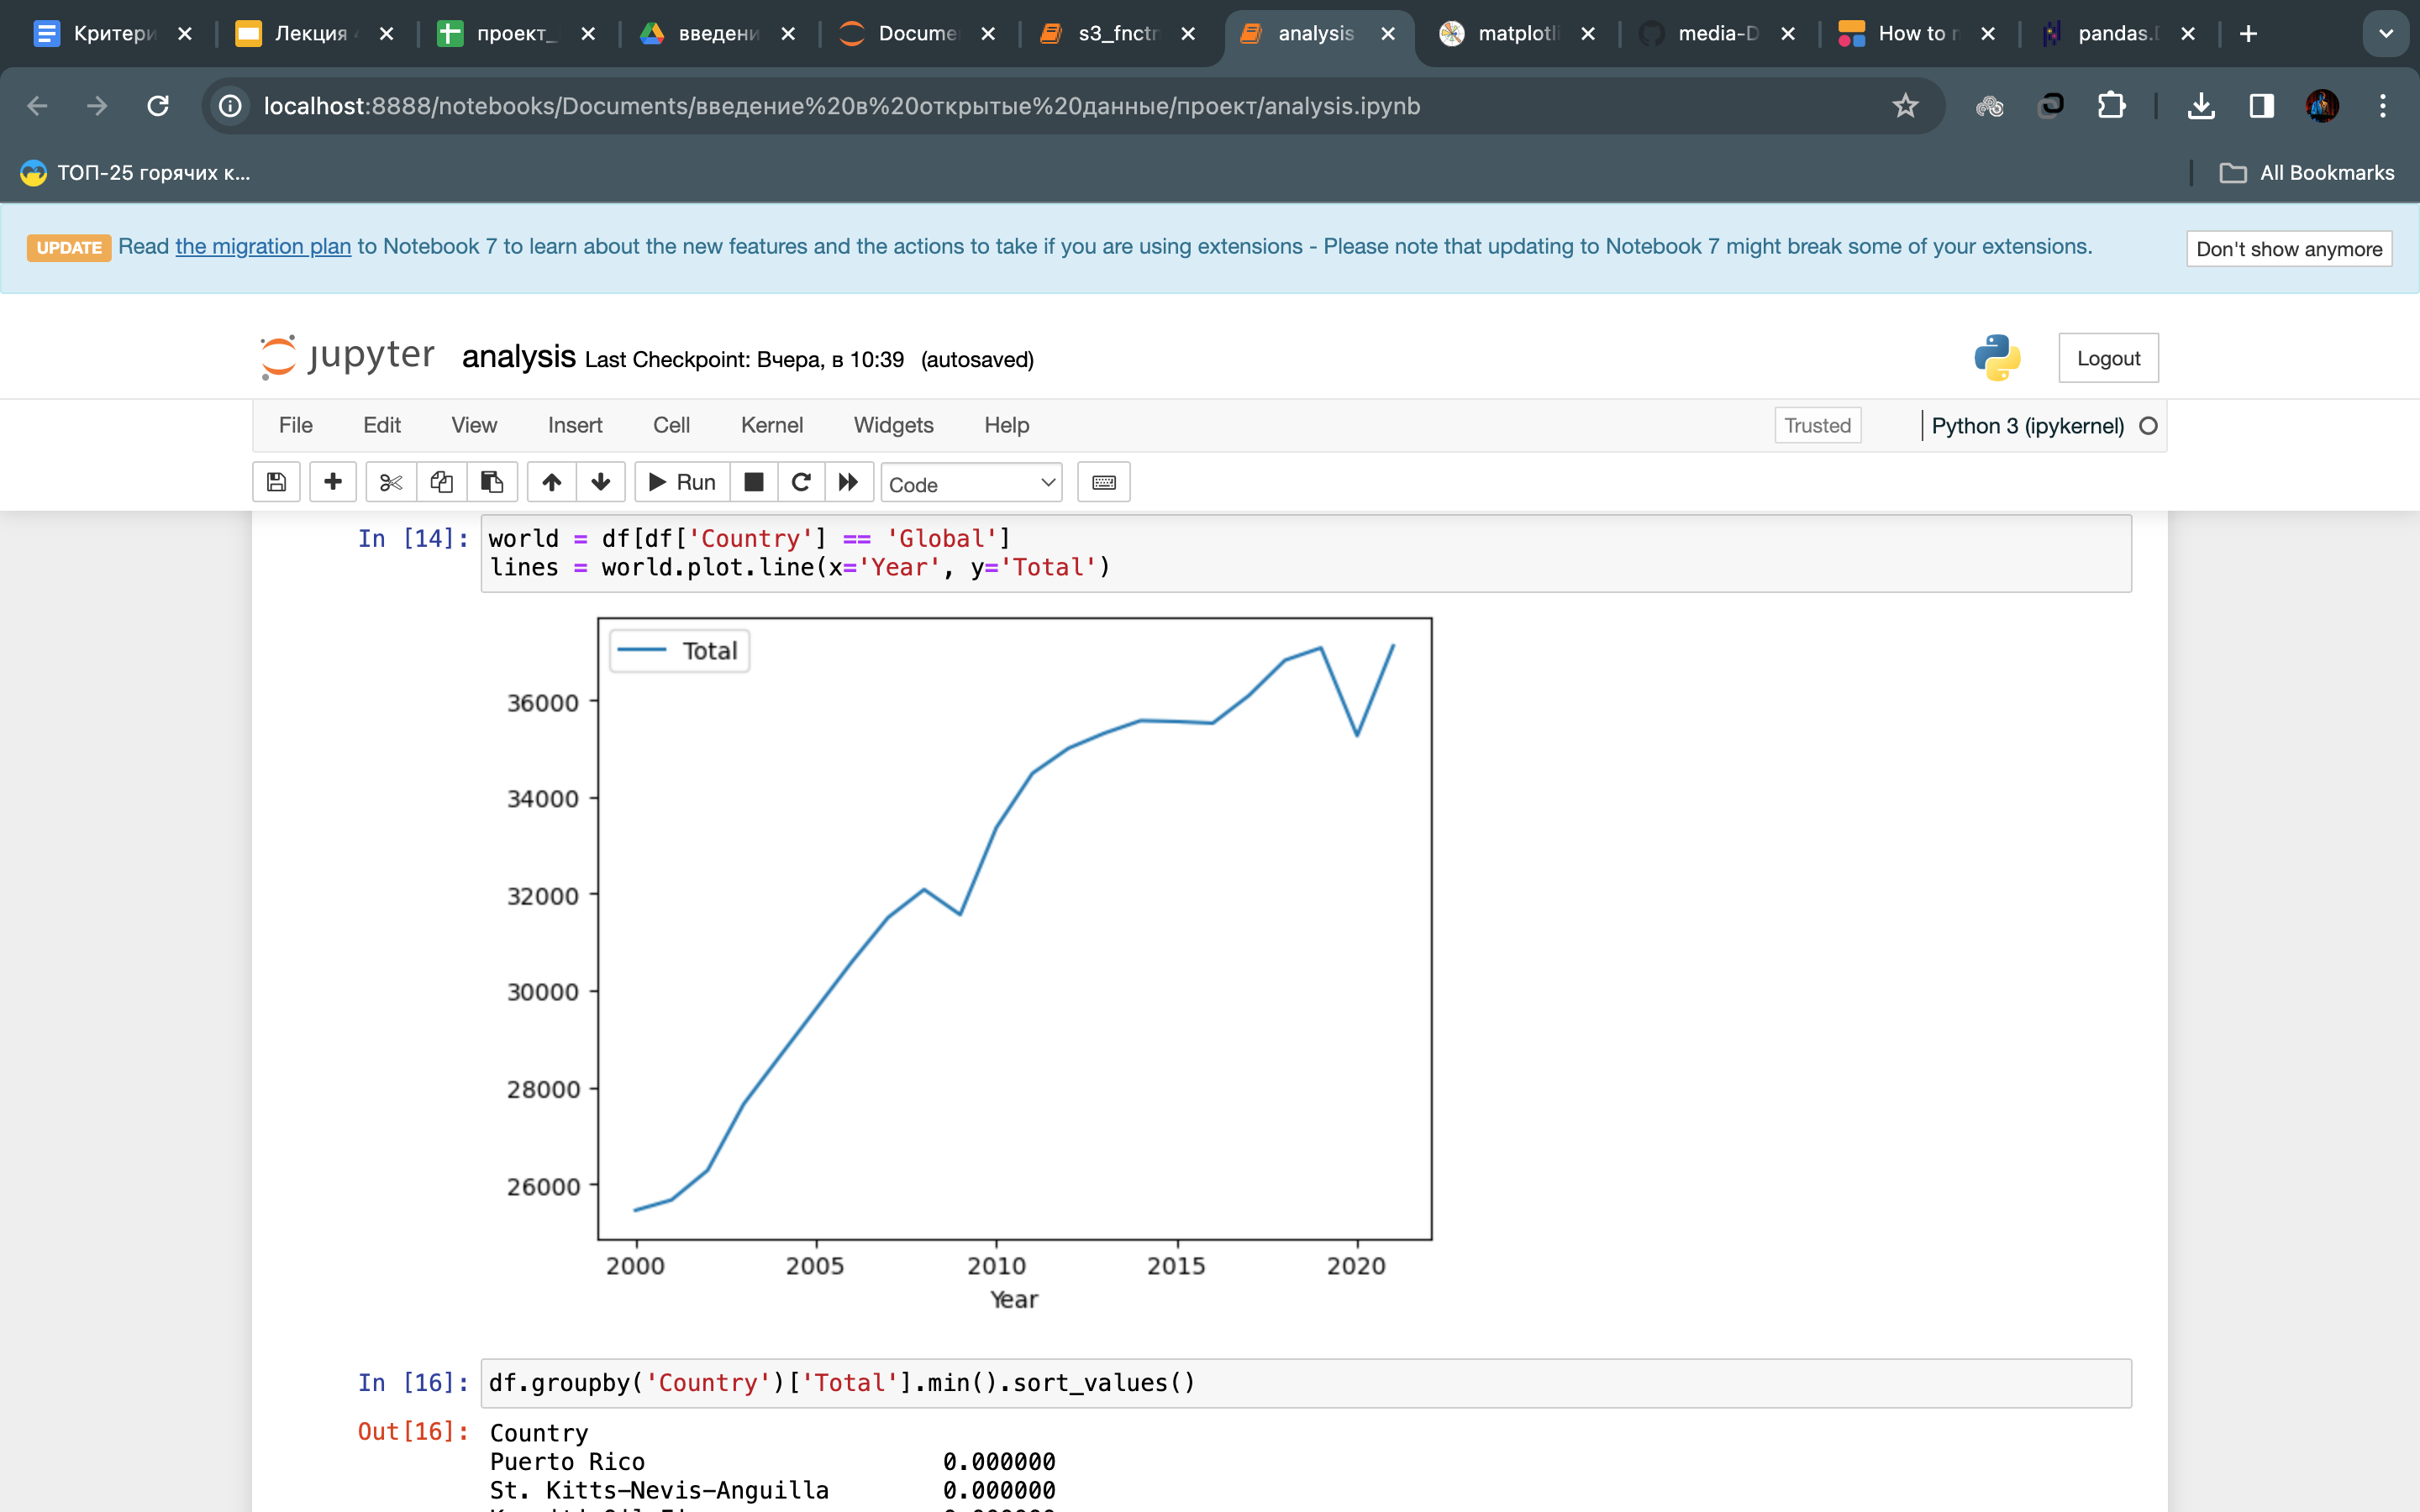 Критери
Лекция
проект_
введени
Docume
s3_fnctr
analysis
matplotli
media-D
How to r
pandas.
localhost:8888/notebooks/Documents/введение%20в%20открытые%20данные/проект/analysis.ipynb
ТОП-25 горячих к...
All Bookmarks
UPDATE Read the migration plan to Notebook 7 to learn about the new features and the actions to take if you are using extensions - Please note that updating to Notebook 7 might break some of your extensions.
Don't show anymore
jupyter analysis Last Checkpoint: Вчера, в 10:39 (autosaved)
Logout
File Edit View Insert Cell Kernel Widgets Help
Trusted
Python 3 (ipykernel)
Run
Code
In [14]: world = df[df['Country'] == 'Global']
lines = world.plot.line(x='Year', y='Total')
Total
36000
34000
32000
30000
28000
26000
2000 2005 2010 2015 2020
Year
In [16]: df.groupby('Country')['Total'].min().sort_values()
Out[16]: Country
Puerto Rico 0.000000
St. Kitts-Nevis-Anguilla 0.000000